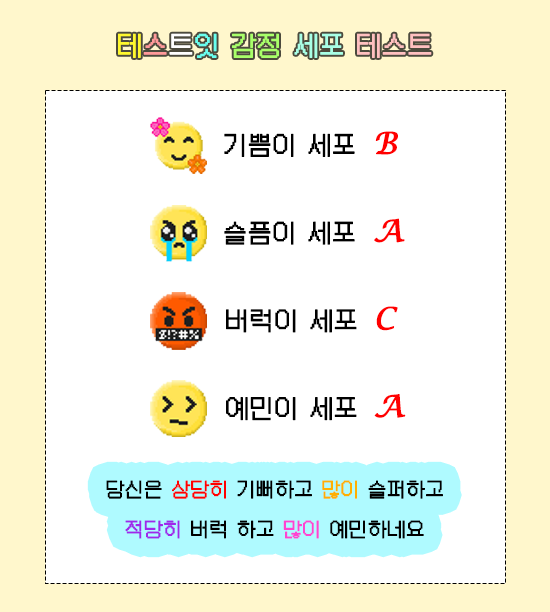 테스트잇 감정 세포 테스트
기쁨이 세포 B
슬픔이 세포 A
버럭이 세포 C
$!?#%
예민이 세포 A
당신은 상당히 기뻐하고 많이 슬퍼하고
적당히 버럭 하고 많이 예민하네요